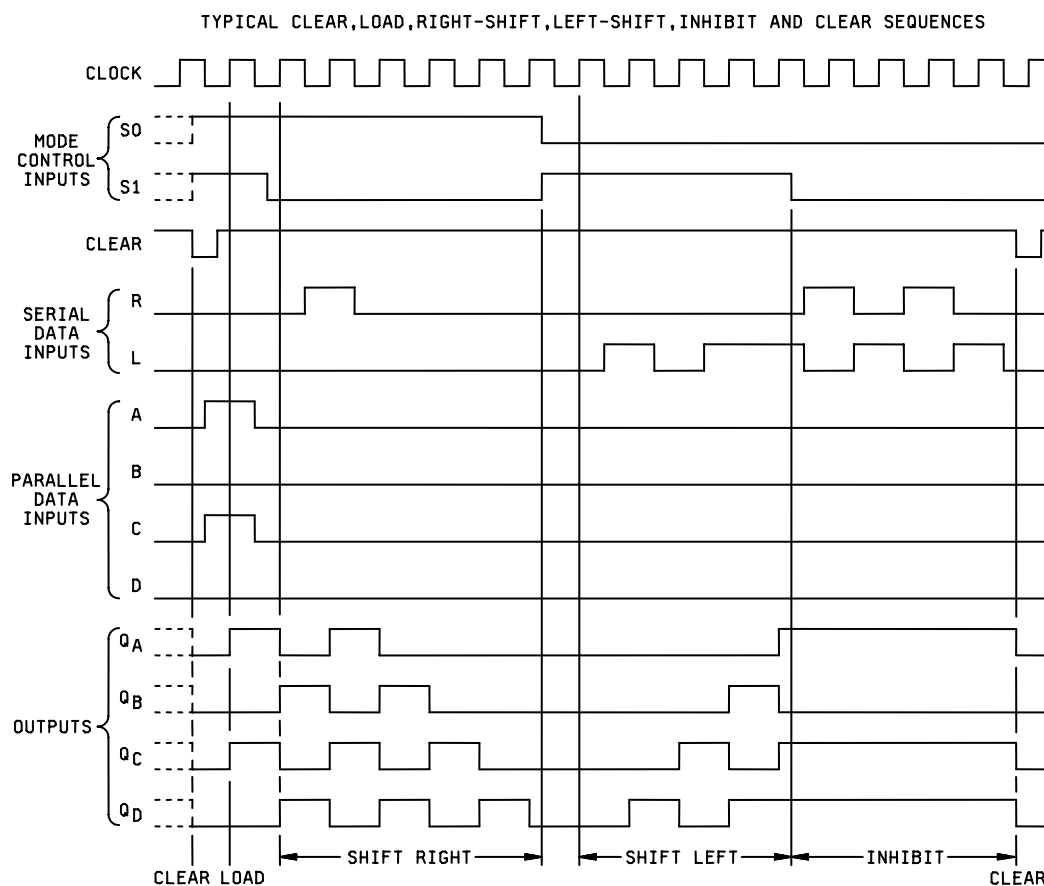 TYPICAL CLEAR,LOAD,RIGHT-SHIFT,LEFT-SHIFT,INHIBIT AND CLEAR SEQUENCES
CLOCK
MODE
CONTROL
INPUTS
S0
S1
CLEAR
SERIAL
DATA
INPUTS
R
L
PARALLEL
DATA
INPUTS
A
B
C
D
OUTPUTS
QA
QB
QC
QD
SHIFT RIGHT
SHIFT LEFT
INHIBIT
CLEAR LOAD
CLEAR